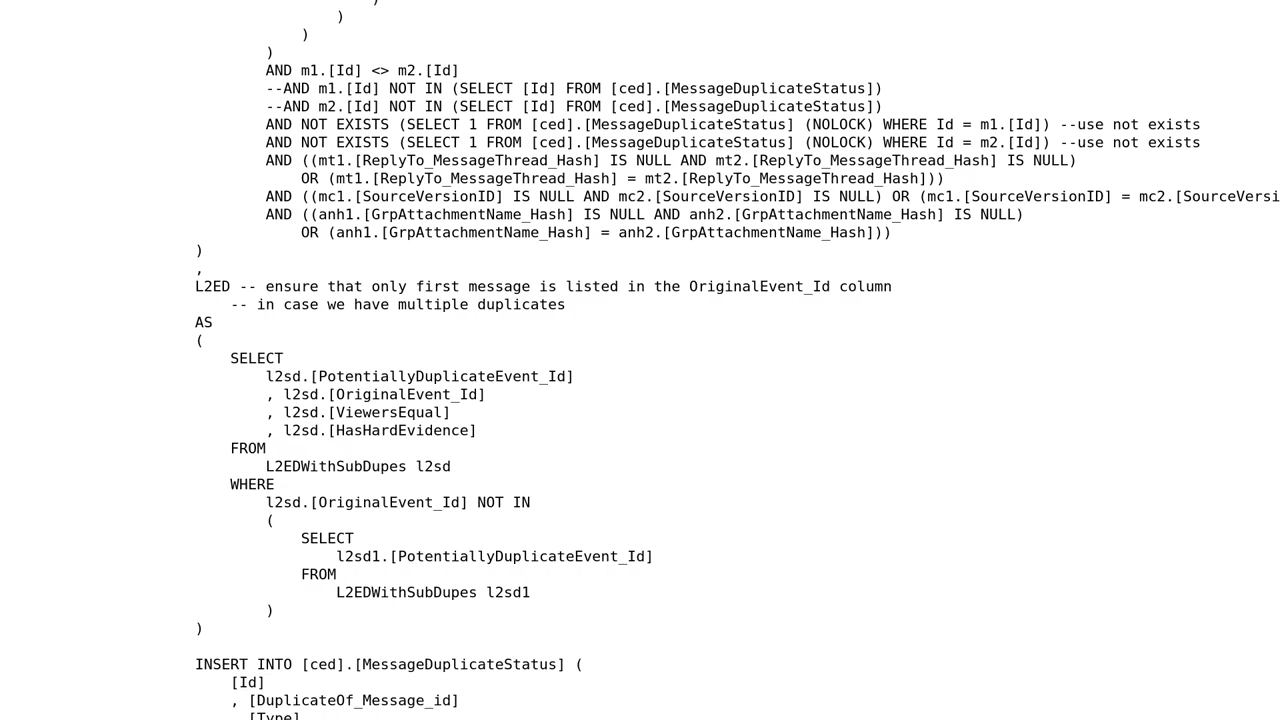 )
)
)
)
AND m1.[Id] <> m2.[Id]
--AND m1.[Id] NOT IN (SELECT [Id] FROM [ced].[MessageDuplicateStatus])
--AND m2.[Id] NOT IN (SELECT [Id] FROM [ced].[MessageDuplicateStatus])
AND NOT EXISTS (SELECT 1 FROM [ced].[MessageDuplicateStatus] (NOLOCK) WHERE Id = m1.[Id]) --use not exists
AND NOT EXISTS (SELECT 1 FROM [ced].[MessageDuplicateStatus] (NOLOCK) WHERE Id = m2.[Id]) --use not exists
AND ((mt1.[ReplyTo_MessageThread_Hash] IS NULL AND mt2.[ReplyTo_MessageThread_Hash] IS NULL)
OR (mt1.[ReplyTo_MessageThread_Hash] = mt2.[ReplyTo_MessageThread_Hash]))
AND ((mc1.[SourceVersionID] IS NULL AND mc2.[SourceVersionID] IS NULL) OR (mc1.[SourceVersionID] = mc2.[SourceVersi
AND ((anh1.[GrpAttachmentName_Hash] IS NULL AND anh2.[GrpAttachmentName_Hash] IS NULL)
OR (anh1.[GrpAttachmentName_Hash] = anh2.[GrpAttachmentName_Hash]))
)
,
L2ED -- ensure that only first message is listed in the OriginalEvent_Id column
-- in case we have multiple duplicates
AS
(
SELECT
l2sd.[PotentiallyDuplicateEvent_Id]
, l2sd.[OriginalEvent_Id]
, l2sd.[ViewersEqual]
, l2sd.[HasHardEvidence]
FROM
L2EDWithSubDupes l2sd
WHERE
l2sd.[OriginalEvent_Id] NOT IN
(
SELECT
l2sd1.[PotentiallyDuplicateEvent_Id]
FROM
L2EDWithSubDupes l2sd1
)
)
INSERT INTO [ced].[MessageDuplicateStatus] (
[Id]
, [DuplicateOf_Message_id]
[Type]